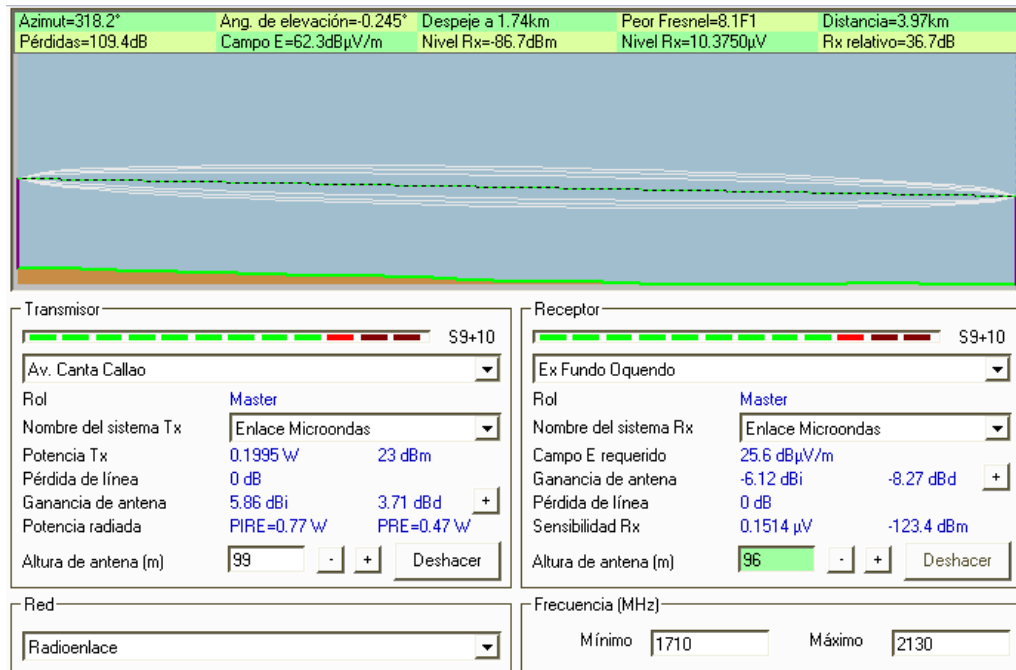 Azimut=318.2° Ang. de elevación=-0.245° Despeje a 1.74km Peor Fresnel=8.1F1 Distancia=3.97km
Pérdidas=109.4dB Campo E=62.3dBµV/m Nivel Rx=-86.7dBm Nivel Rx=10.3750µV Rx relativo=36.7dB
Transmisor
S9+10
Av. Canta Callao
Rol Master
Nombre del sistema Tx Enlace Microondas
Potencia Tx 0.1995 W 23 dBm
Pérdida de línea 0 dB
Ganancia de antena 5.86 dBi 3.71 dBd +
Potencia radiada PIRE=0.77 W PRE=0.47 W
Altura de antena (m) 99 - + Deshacer
Red
Radioenlace
Receptor
S9+10
Ex Fundo Oquendo
Rol Master
Nombre del sistema Rx Enlace Microondas
Campo E requerido 25.6 dBµV/m
Ganancia de antena -6.12 dBi -8.27 dBd +
Pérdida de línea 0 dB
Sensibilidad Rx 0.1514 µV -123.4 dBm
Altura de antena (m) 96 - + Deshacer
Frecuencia (MHz)
Mínimo 1710 Máximo 2130